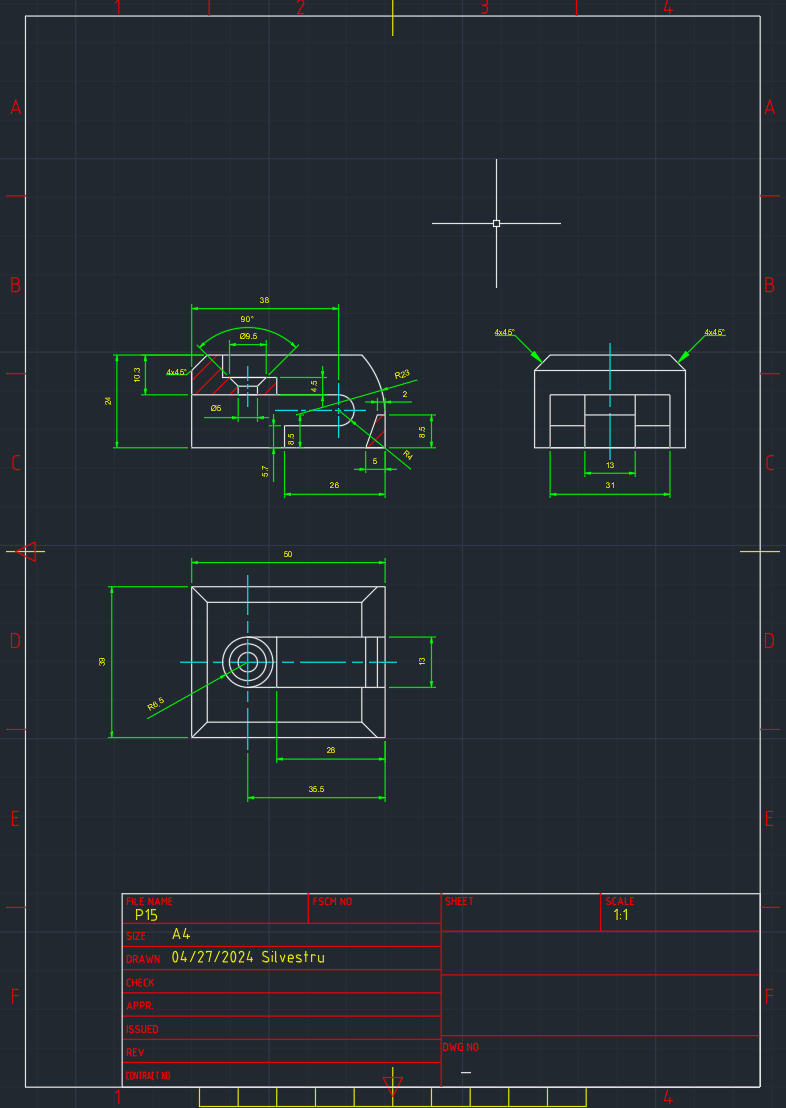 1 2 3 4
A A
B B
38
90°
Ø9.5
4x45° 4x45°
10.3
4x45°
R23
4.5
2
24
Ø5
8.5
8.5
R4
5.7
5
13
26
31
50
C C
D D
39
13
R6.5
28
35.5
E E
FILE NAME FSCM NO SHEET SCALE
P15 1:1
SIZE A4
DRAWN 04/27/2024 Silvestru
CHECK
APPR.
ISSUED
REV DWG NO
CONTRACT NO
F F
1 4